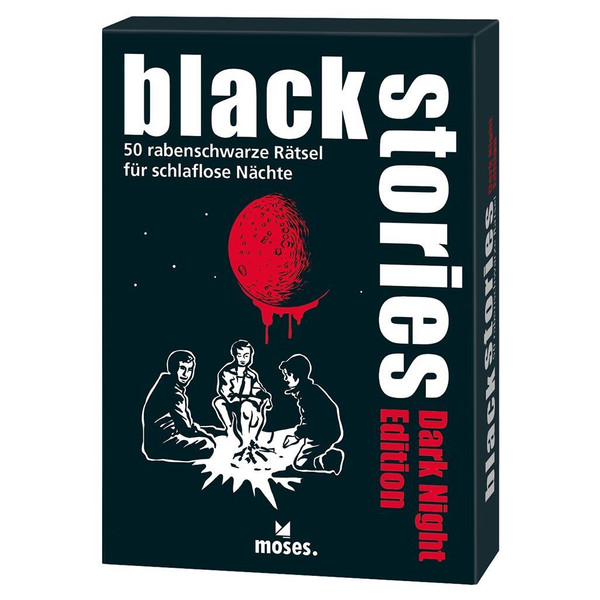 black
stories
50 rabenschwarze Rätsel
für schlaflose Nächte
Dark Night
Edition
moses.
black stories